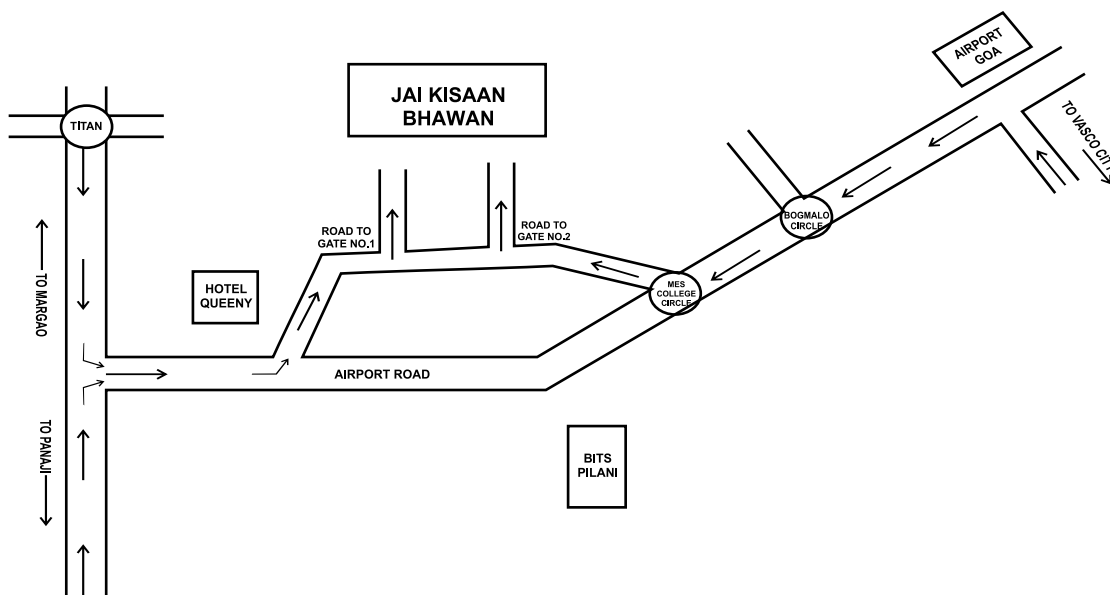 AIRPORT
GOA
TO VASCO CITY
JAI KISAAN
BHAWAN
TITAN
BOGMALO
CIRCLE
ROAD TO
GATE NO.1
ROAD TO
GATE NO.2
TO MARGAO
HOTEL
QUEENY
MES
COLLEGE
CIRCLE
AIRPORT ROAD
TO PANAJI
BITS
PILANI